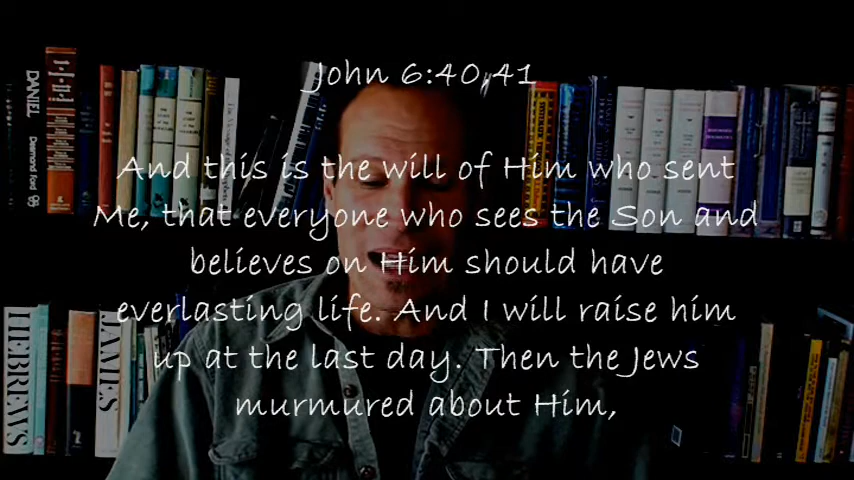 John 6:40,41
And this is the will of Him who sent
Me, that everyone who sees the Son and
believes on Him should have
everlasting life. And I will raise him
up at the last day. Then the Jews
murmured about Him,
DANIEL
Desmond Ford
HEBREWS
JAMES